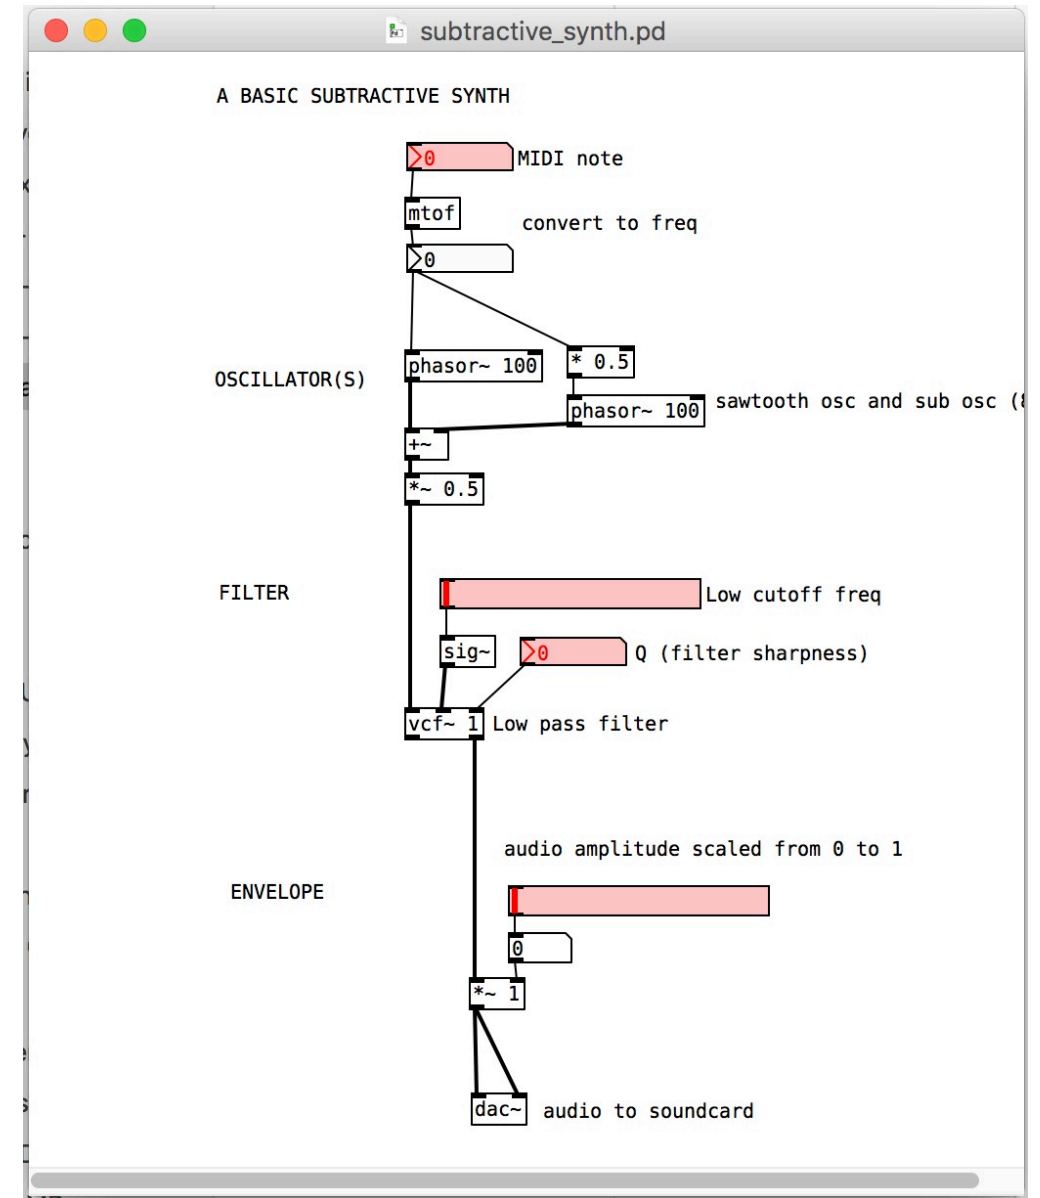 subtractive_synth.pd
A BASIC SUBTRACTIVE SYNTH
0 MIDI note
mtof
convert to freq
0
phasor~ 100
* 0.5
OSCILLATOR(S)
phasor~ 100
sawtooth osc and sub osc (
+~
*~ 0.5
FILTER
Low cutoff freq
sig~
0 Q (filter sharpness)
vcf~ 1 Low pass filter
audio amplitude scaled from 0 to 1
ENVELOPE
0
*~ 1
dac~
audio to soundcard